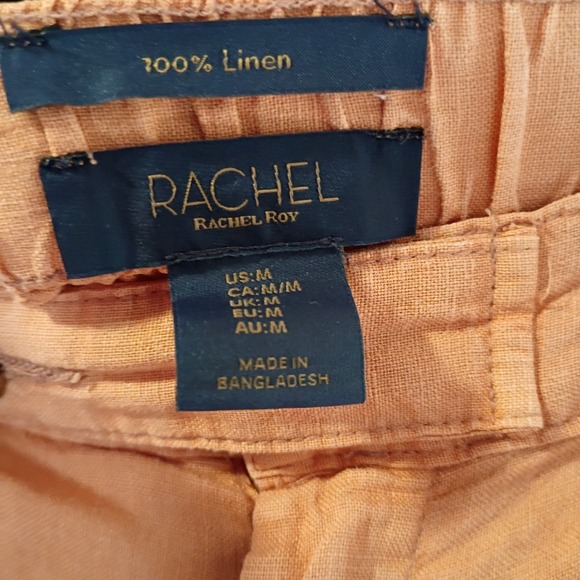 100% Linen
RACHEL
RACHEL ROY
US:M
CA:M/M
UK:M
EU:M
AU:M
MADE IN
BANGLADESH